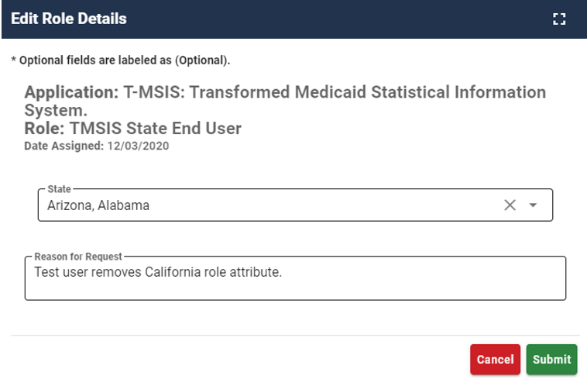 Edit Role Details
* Optional fields are labeled as (Optional).
Application: T-MSIS: Transformed Medicaid Statistical Information
System.
Role: TMSIS State End User
Date Assigned: 12/03/2020
State
Arizona, Alabama
Reason for Request
Test user removes California role attribute.
Cancel Submit